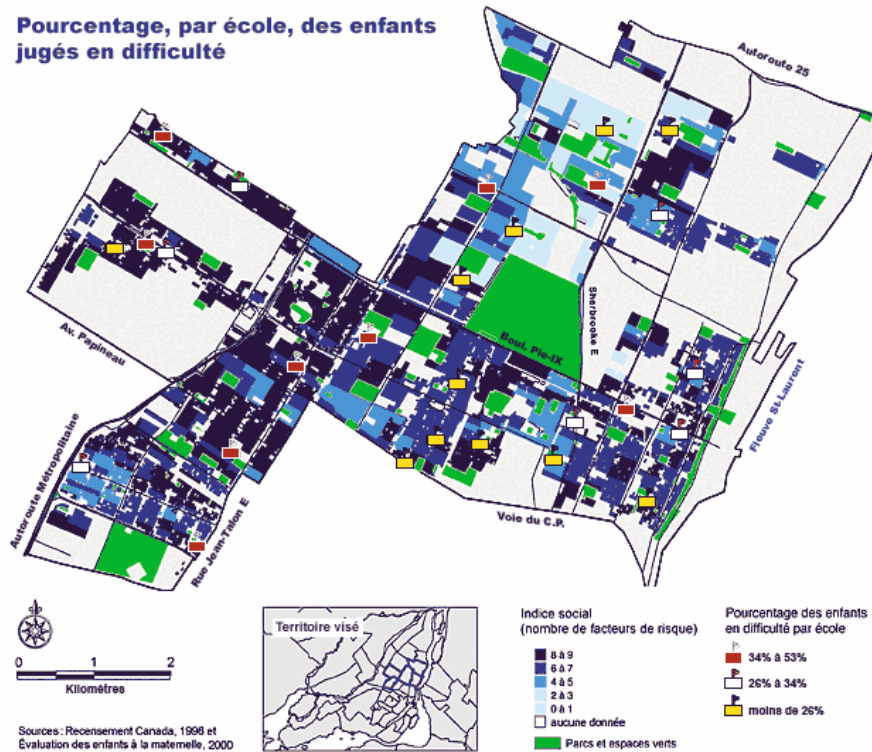 Pourcentage, par école, des enfants
jugés en difficulté
Autoroute 25
Av. Papineau
Sherbrooke E
Boul. Pie-IX
Fleuve St-Laurent
Autoroute Métropolitaine
Rue Jean-Talon E
Voie du C.P.
0 1 2
Kilomètres
Sources : Recensement Canada, 1996 et
Évaluation des enfants à la maternelle, 2000
Territoire visé
Indice social
(nombre de facteurs de risque)
8 à 9
6 à 7
4 à 5
2 à 3
0 à 1
aucune donnée
Parcs et espaces verts
Pourcentage des enfants
en difficulté par école
34% à 53%
26% à 34%
moins de 26%